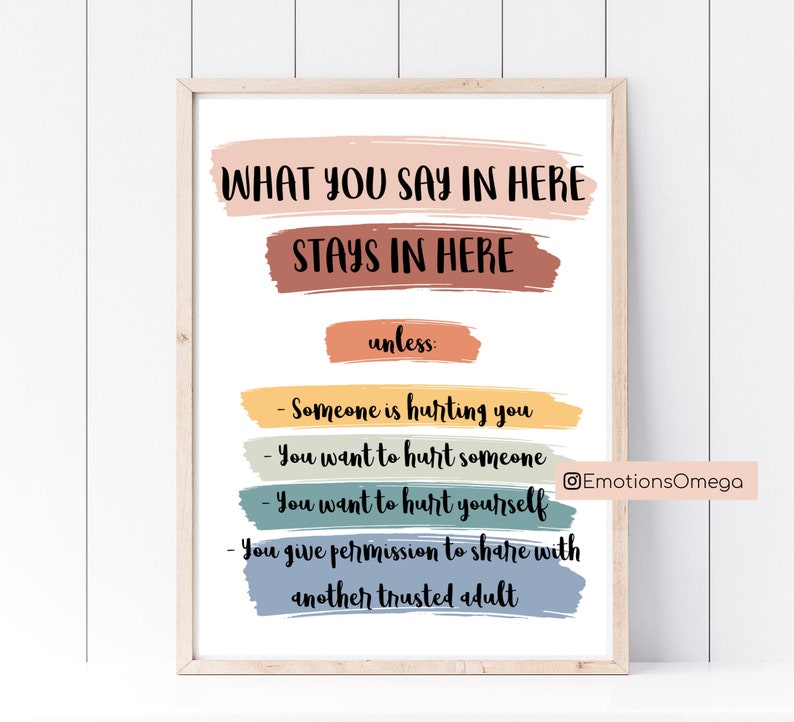 WHAT YOU SAY IN HERE
STAYS IN HERE
unless:
- Someone is hurting you
- You want to hurt someone
- You want to hurt yourself
- You give permission to share with
another trusted adult
EmotionsOmega